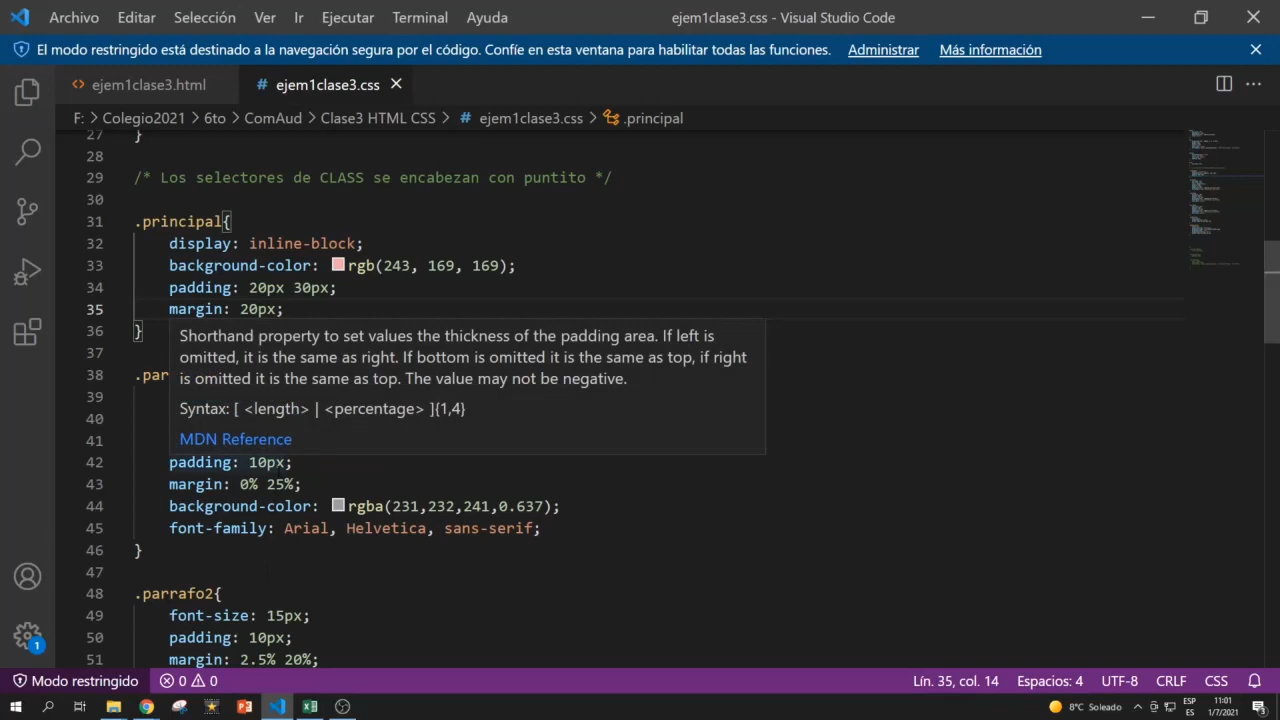 Archivo Editar Selección Ver Ir Ejecutar Terminal Ayuda ejem1clase3.css - Visual Studio Code
El modo restringido está destinado a la navegación segura por el código. Confíe en esta ventana para habilitar todas las funciones. Administrar Más información
ejem1clase3.html # ejem1clase3.css
F: > Colegio2021 > 6to > ComAud > Clase3 HTML CSS > # ejem1clase3.css > .principal
27 }
28
29 /* Los selectores de CLASS se encabezan con puntito */
30
31 .principal{
32 display: inline-block;
33 background-color: rgb(243, 169, 169);
34 padding: 20px 30px;
35 margin: 20px;
36 }
Shorthand property to set values the thickness of the padding area. If left is
37
omitted, it is the same as right. If bottom is omitted it is the same as top, if right
38 .par
is omitted it is the same as top. The value may not be negative.
39
Syntax: [ <length> | <percentage> ]{1,4}
40
MDN Reference
41
42 padding: 10px;
43 margin: 0% 25%;
44 background-color: rgba(231,232,241,0.637);
45 font-family: Arial, Helvetica, sans-serif;
46 }
47
48 .parrafo2{
49 font-size: 15px;
50 padding: 10px;
51 margin: 2.5% 20%;
Modo restringido 0 0 Lín. 35, col. 14 Espacios: 4 UTF-8 CRLF CSS
8°C Soleado ESP ES 11:01 1/7/2021